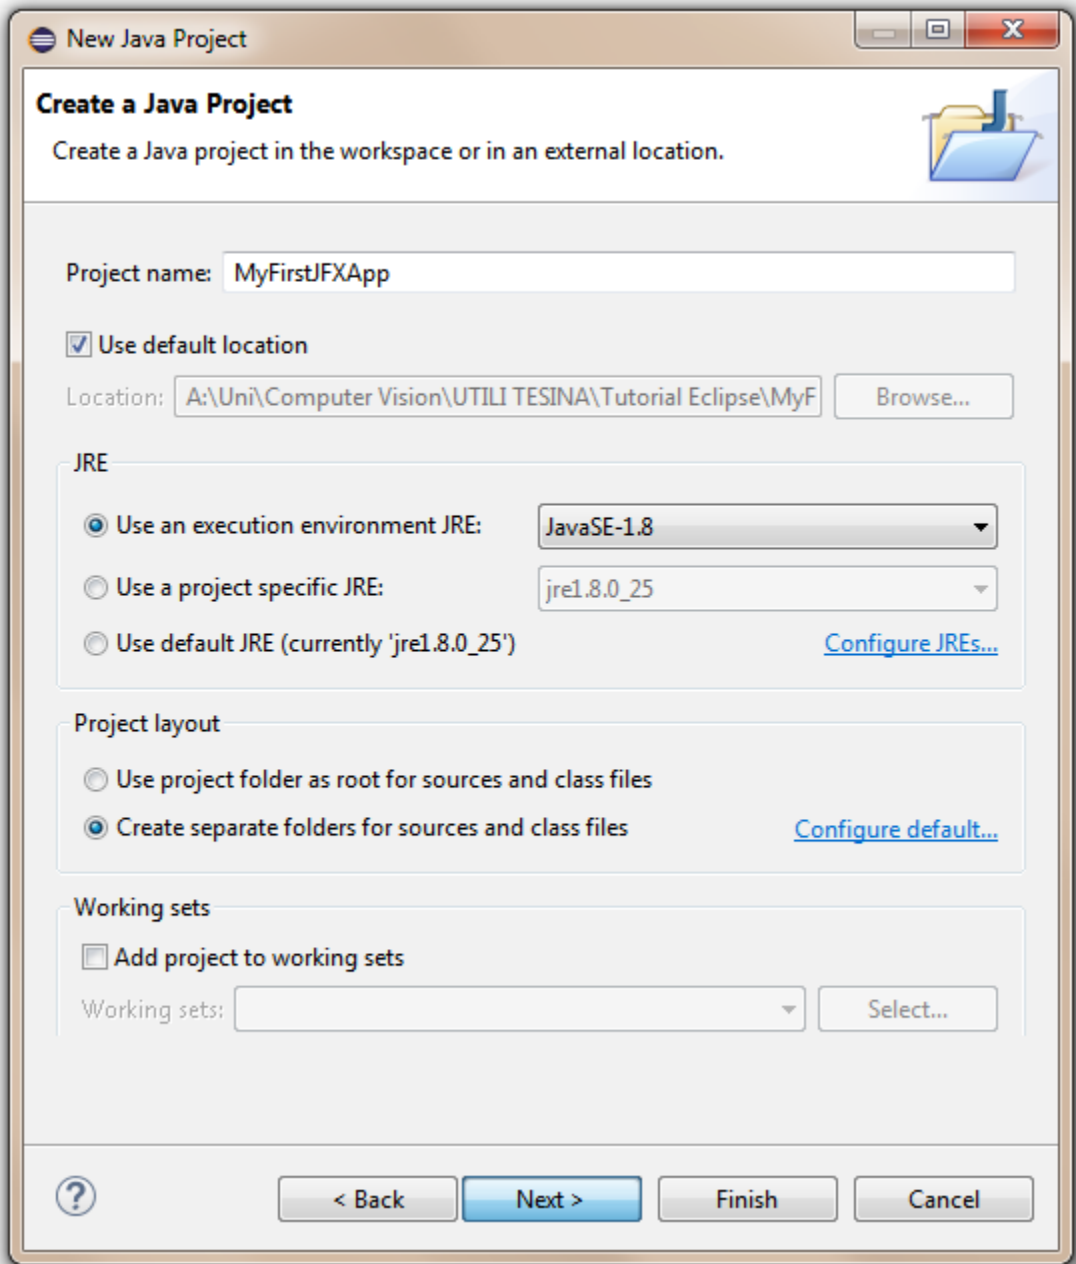 New Java Project
Create a Java Project
Create a Java project in the workspace or in an external location.
Project name: MyFirstJFXApp
Use default location
Location: A:\Uni\Computer Vision\UTILI TESINA\Tutorial Eclipse\MyF Browse...
JRE
Use an execution environment JRE: JavaSE-1.8
Use a project specific JRE: jre1.8.0_25
Use default JRE (currently 'jre1.8.0_25') Configure JREs...
Project layout
Use project folder as root for sources and class files
Create separate folders for sources and class files Configure default...
Working sets
Add project to working sets
Working sets: Select...
? < Back Next > Finish Cancel